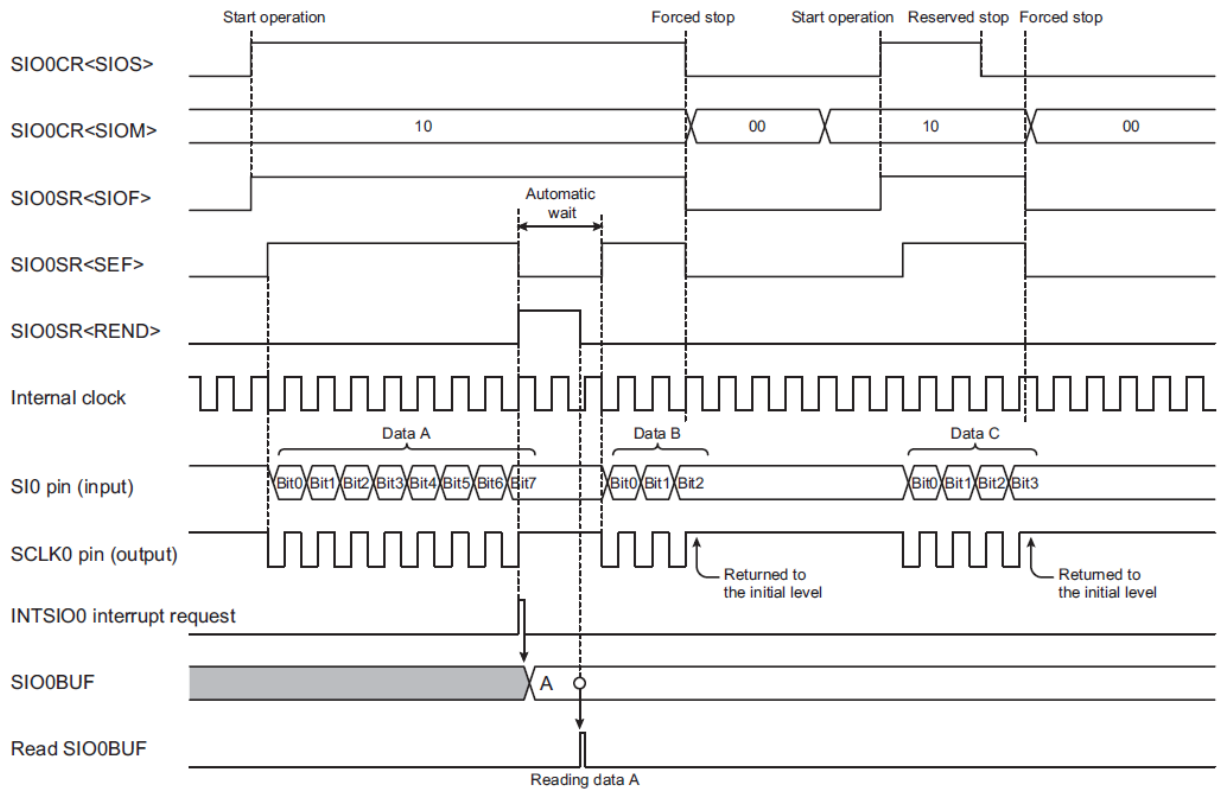 Start operation
Forced stop
Start operation
Reserved stop
Forced stop
SIO0CR<SIOS>
SIO0CR<SIOM>
10
00
10
00
SIO0SR<SIOF>
Automatic
wait
SIO0SR<SEF>
SIO0SR<REND>
Internal clock
Data A
Data B
Data C
SI0 pin (input)
Bit0 Bit1 Bit2 Bit3 Bit4 Bit5 Bit6 Bit7
Bit0 Bit1 Bit2
Bit0 Bit1 Bit2 Bit3
SCLK0 pin (output)
Returned to
the initial level
Returned to
the initial level
INTSIO0 interrupt request
SIO0BUF
A
Read SIO0BUF
Reading data A